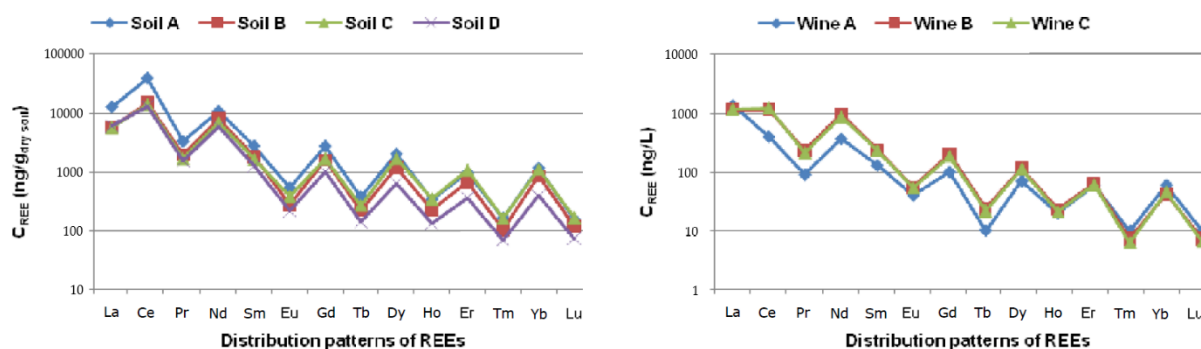 Soil A Soil B Soil C Soil D
100000
10000
1000
100
10
C_REE (ng/g_dry soil)
La Ce Pr Nd Sm Eu Gd Tb Dy Ho Er Tm Yb Lu
Distribution patterns of REEs
Wine A Wine B Wine C
10000
1000
100
10
1
C_REE (ng/L)
La Ce Pr Nd Sm Eu Gd Tb Dy Ho Er Tm Yb Lu
Distribution patterns of REEs